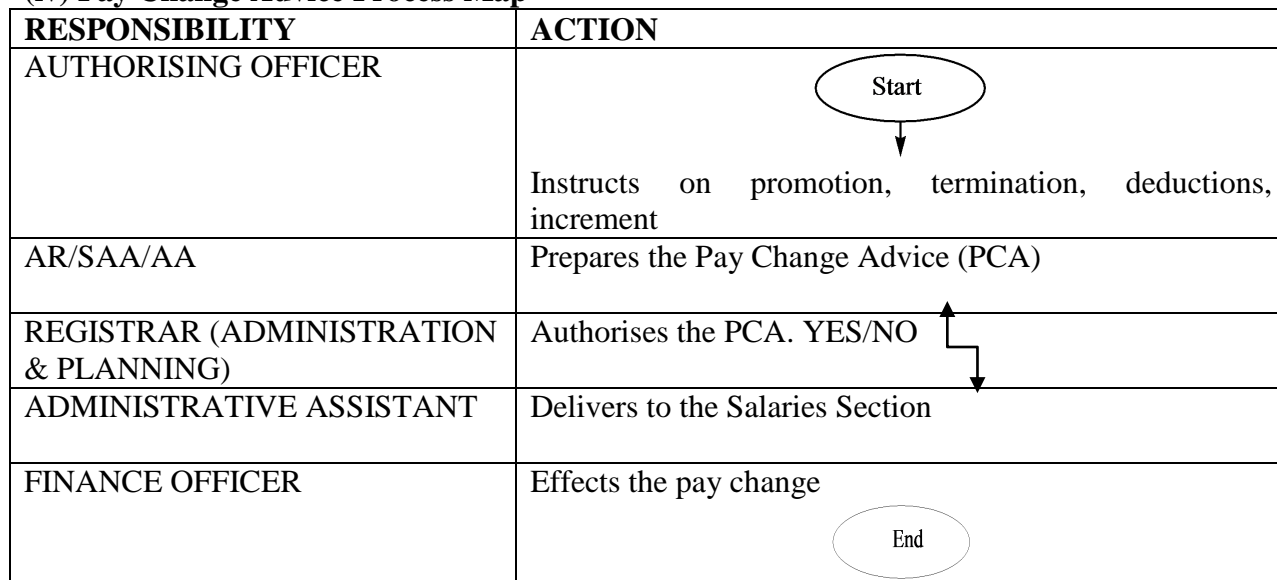 (IV) Pay Change Advice Process Map
RESPONSIBILITY ACTION
AUTHORISING OFFICER
Start
Instructs on promotion, termination, deductions,
increment
AR/SAA/AA Prepares the Pay Change Advice (PCA)
REGISTRAR (ADMINISTRATION
& PLANNING)
Authorises the PCA. YES/NO
ADMINISTRATIVE ASSISTANT Delivers to the Salaries Section
FINANCE OFFICER Effects the pay change
End